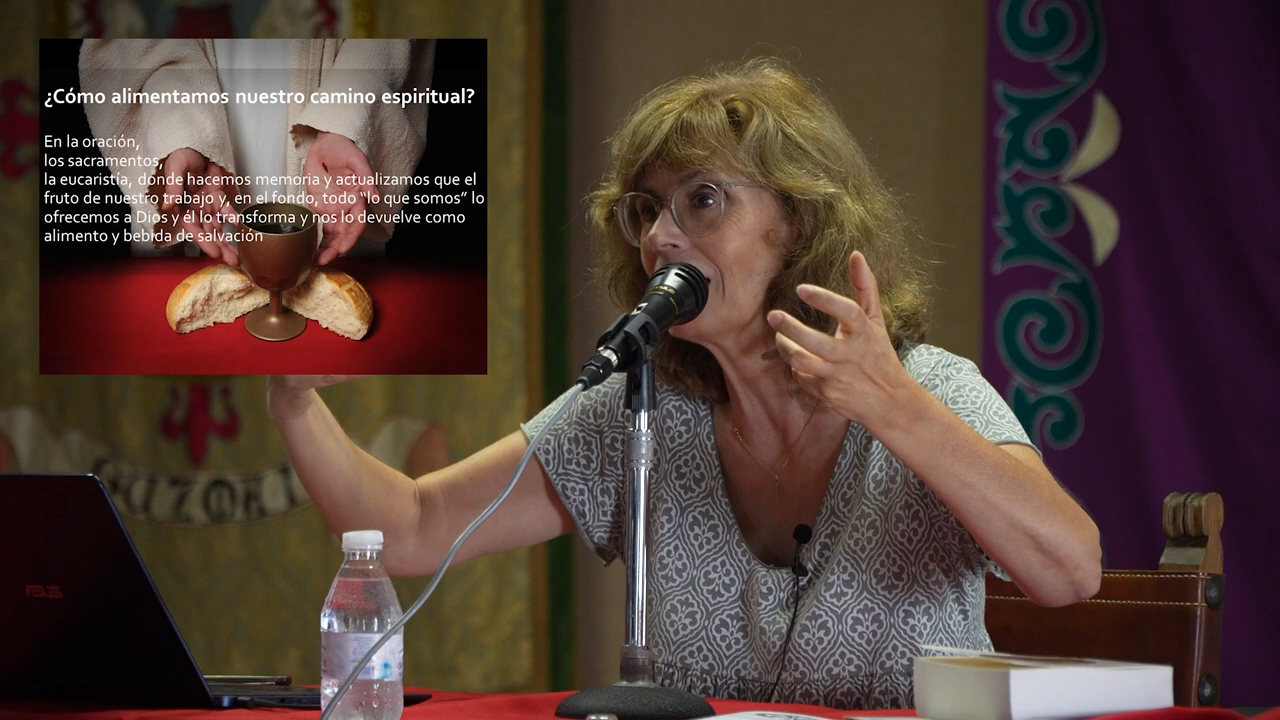 ¿Cómo alimentamos nuestro camino espiritual?
En la oración,
los sacramentos,
la eucaristía, donde hacemos memoria y actualizamos que el
fruto de nuestro trabajo y, en el fondo, todo “lo que somos” lo
ofrecemos a Dios y él lo transforma y nos lo devuelve como
alimento y bebida de salvación
ASUS